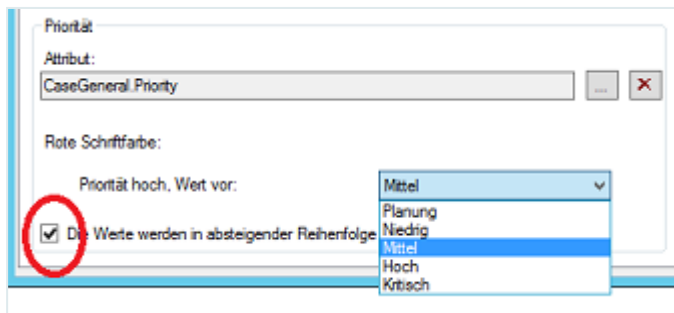 Priorität
Attribut:
CaseGeneral.Priority
...
Rote Schriftfarbe:
Priorität hoch, Wert vor:
Mittel
Planung
Die Werte werden in absteigender Reihenfolge
Niedrig
Mittel
Hoch
Kritisch